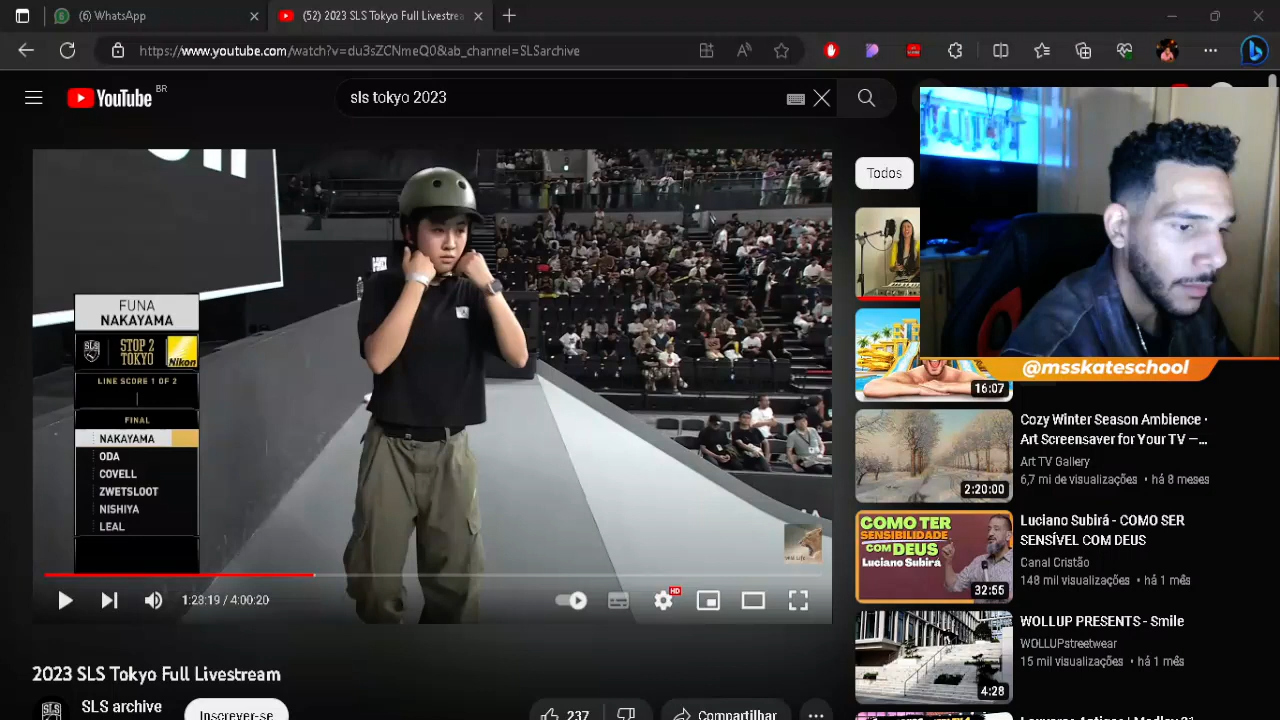 (6) WhatsApp
(52) 2023 SLS Tokyo Full Livestrea
https://www.youtube.com/watch?v=du3sZCNmeQ0&ab_channel=SLSarchive
YouTube BR
sls tokyo 2023
Todos
FUNA
NAKAYAMA
SLS
STOP 2
TOKYO
Nikon
LINE SCORE 1 OF 2
FINAL
NAKAYAMA
ODA
COVELL
ZWETSLOOT
NISHIYA
LEAL
1:23:19 / 4:00:20
HD
2023 SLS Tokyo Full Livestream
SLS
SLS archive
Inscrever-se
237
Compartilhar
@msskateschool
16:07
Cozy Winter Season Ambience ·
Art Screensaver for Your TV –...
Art TV Gallery
6,7 mi de visualizações • há 8 meses
2:20:00
COMO TER
SENSIBILIDADE
COM DEUS
Luciano Subirá
32:55
Luciano Subirá - COMO SER
SENSÍVEL COM DEUS
Canal Cristão
148 mil visualizações • há 1 mês
WOLLUP PRESENTS - Smile
WOLLUPstreetwear
15 mil visualizações • há 1 mês
4:28